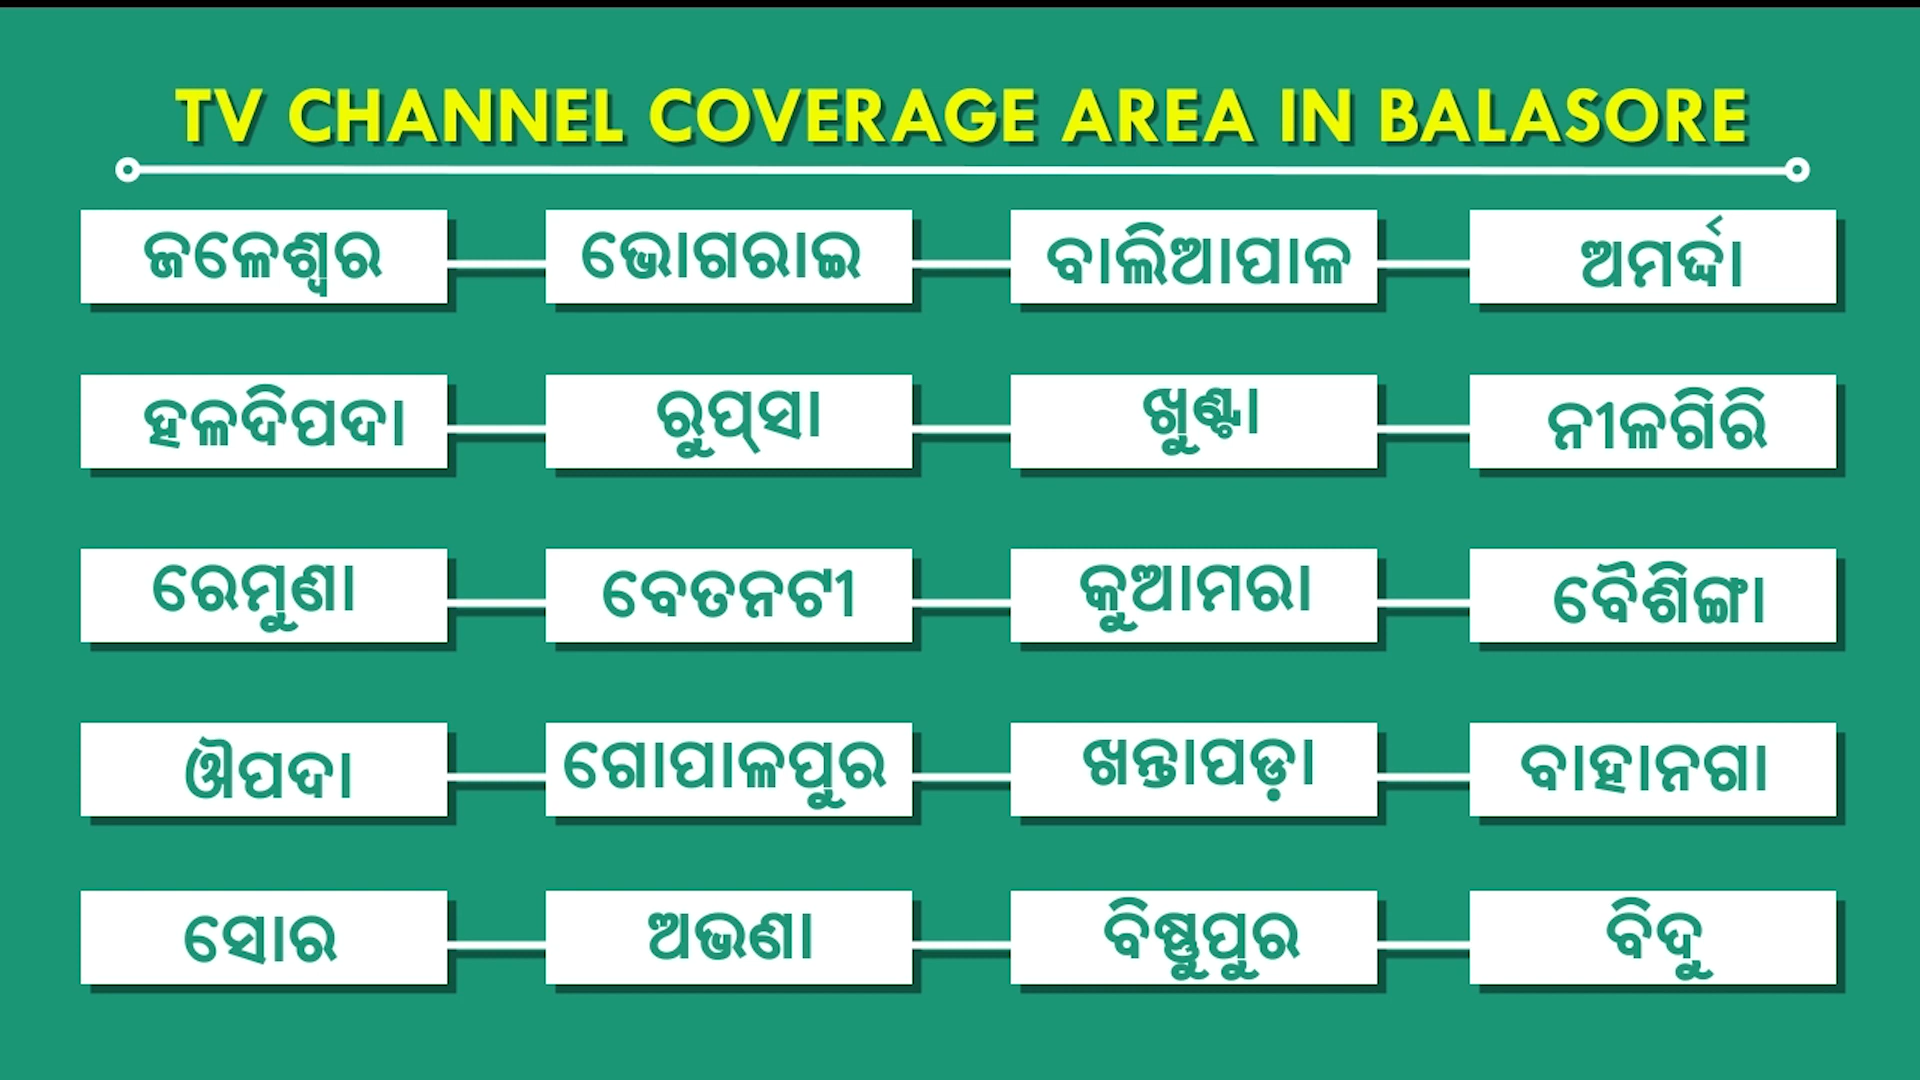 TV CHANNEL COVERAGE AREA IN BALASORE
ଜଳେଶ୍ୱର ଭୋଗରାଇ ବାଲିଆପାଳ ଅମର୍ଦ୍ଦା
ହଳଦିପଦା ରୁପ୍‌ସା ଖୁଣ୍ଟା ନୀଳଗିରି
ରେମୁଣା ବେତନଟୀ କୁଆମରା ବୈଶିଙ୍ଗା
ଔପଦା ଗୋପାଳପୁର ଖନ୍ତାପଡ଼ା ବାହାନଗା
ସୋର ଅଭଣା ବିଷ୍ଣୁପୁର ବିଦୁ